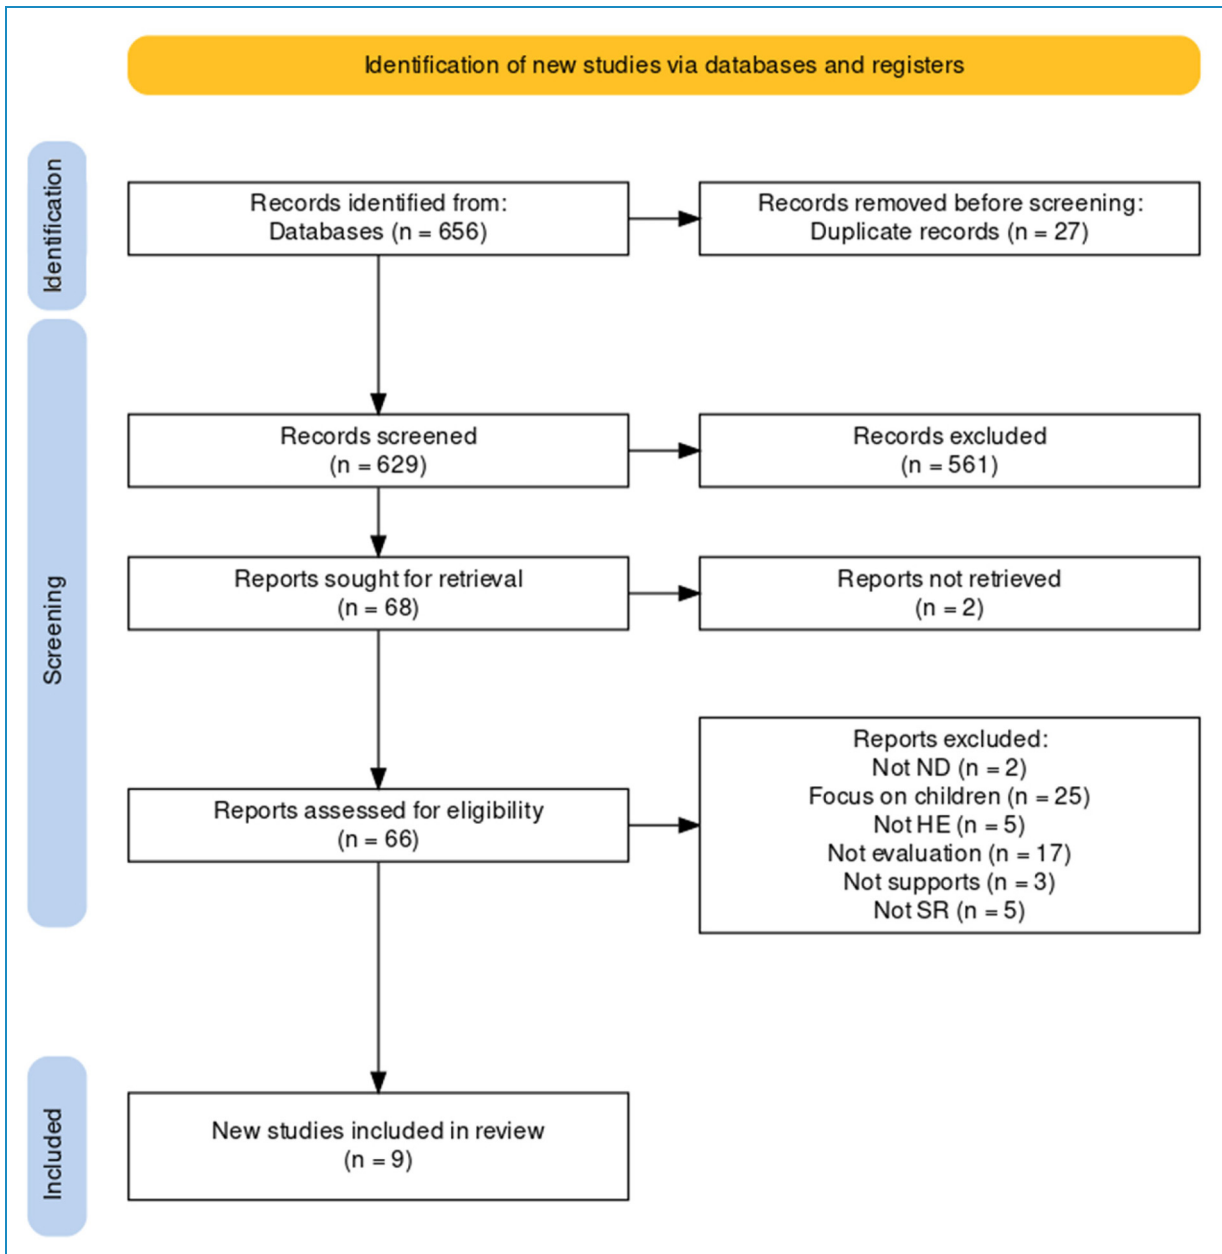 Identification of new studies via databases and registers
Identification
Records identified from:
Databases (n = 656)
Records removed before screening:
Duplicate records (n = 27)
Screening
Records screened
(n = 629)
Records excluded
(n = 561)
Reports sought for retrieval
(n = 68)
Reports not retrieved
(n = 2)
Reports assessed for eligibility
(n = 66)
Reports excluded:
Not ND (n = 2)
Focus on children (n = 25)
Not HE (n = 5)
Not evaluation (n = 17)
Not supports (n = 3)
Not SR (n = 5)
Included
New studies included in review
(n = 9)